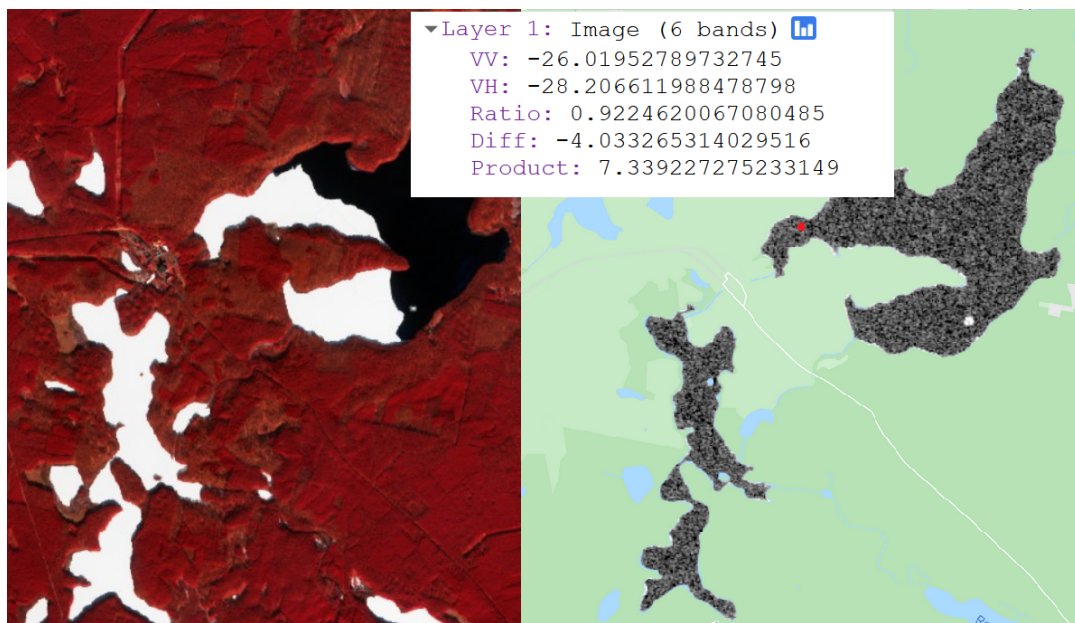 Layer 1: Image (6 bands)
VV: -26.01952789732745
VH: -28.206611988478798
Ratio: 0.9224620067080485
Diff: -4.033265314029516
Product: 7.339227275233149